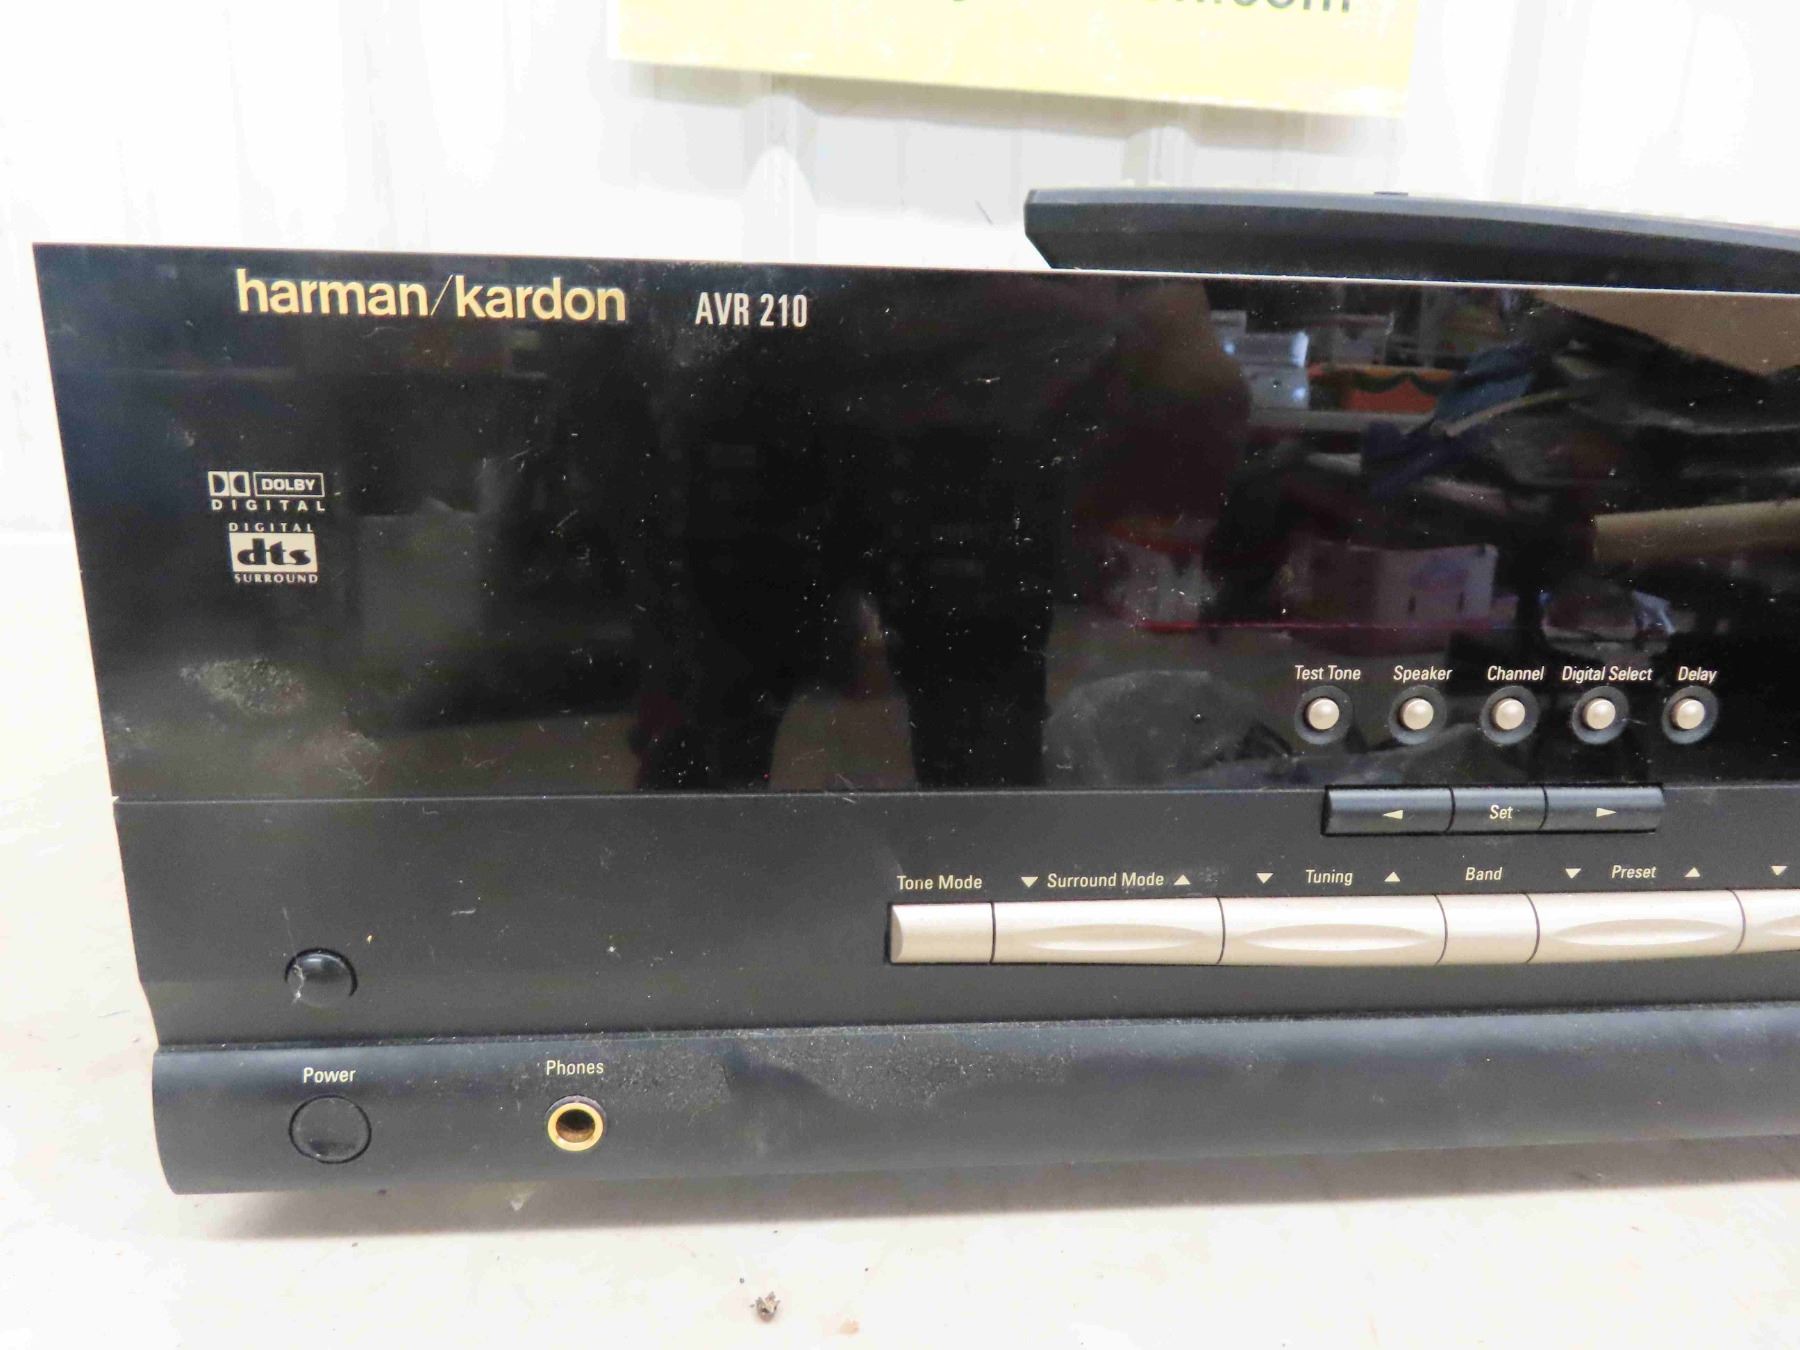 harman/kardon AVR 210
DOLBY
DIGITAL
DIGITAL
dts
SURROUND
Test Tone Speaker Channel Digital Select Delay
◄ Set ►
Tone Mode ▼ Surround Mode ▲ ▼ Tuning ▲ Band ▼ Preset ▲ ▼
Power
Phones